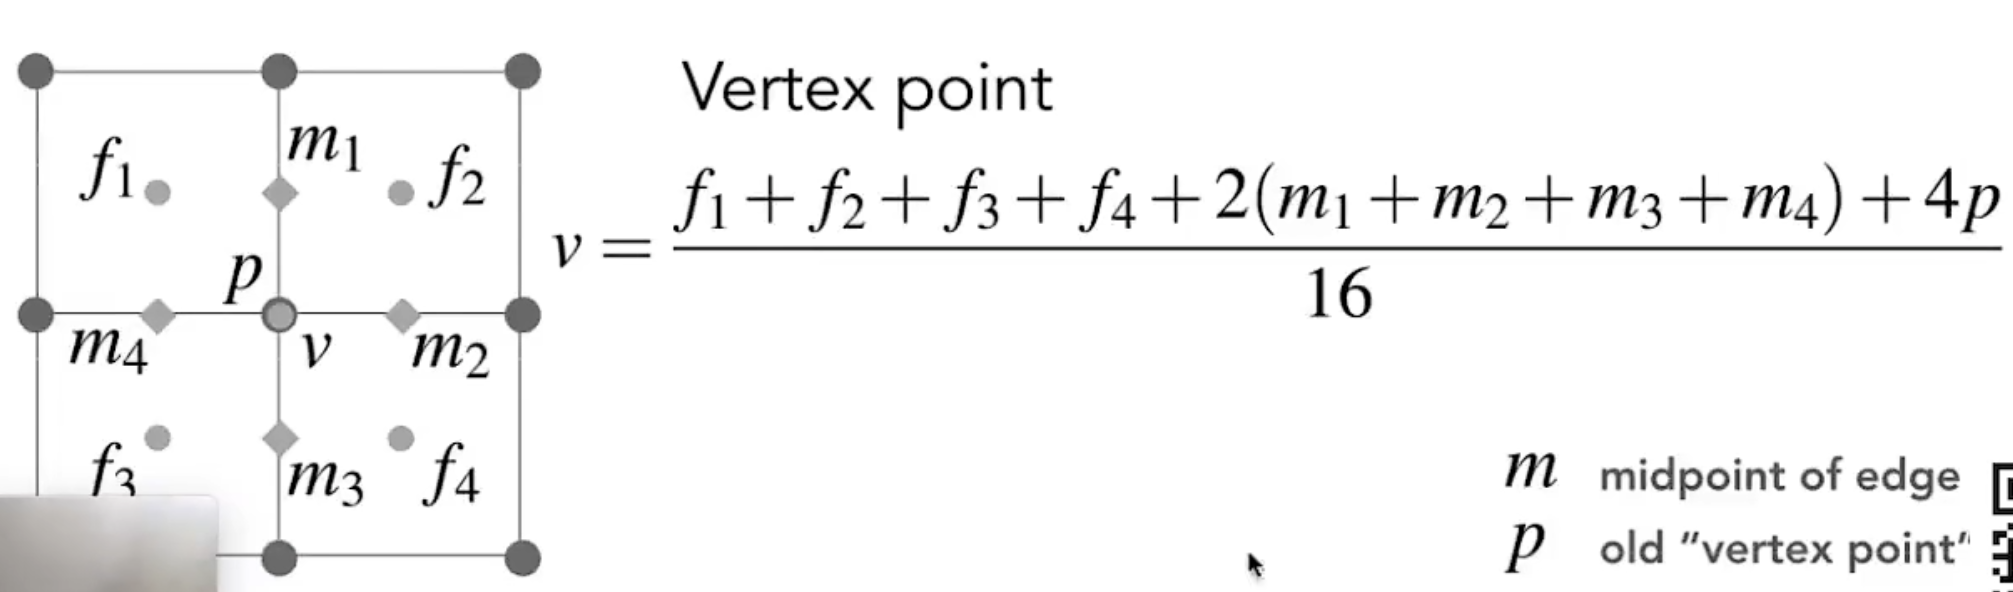 Vertex point
f₁ m₁ f₂
v = (f₁ + f₂ + f₃ + f₄ + 2(m₁ + m₂ + m₃ + m₄) + 4p) / 16
p
m₄ v m₂
f₃ m₃ f₄
m midpoint of edge
p old “vertex point”